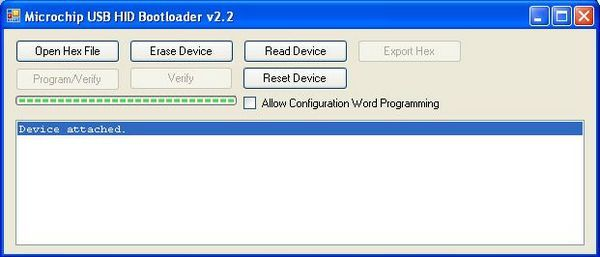 Microchip USB HID Bootloader v2.2
Open Hex File Erase Device Read Device Export Hex
Program/Verify Verify Reset Device
Allow Configuration Word Programming
Device attached.